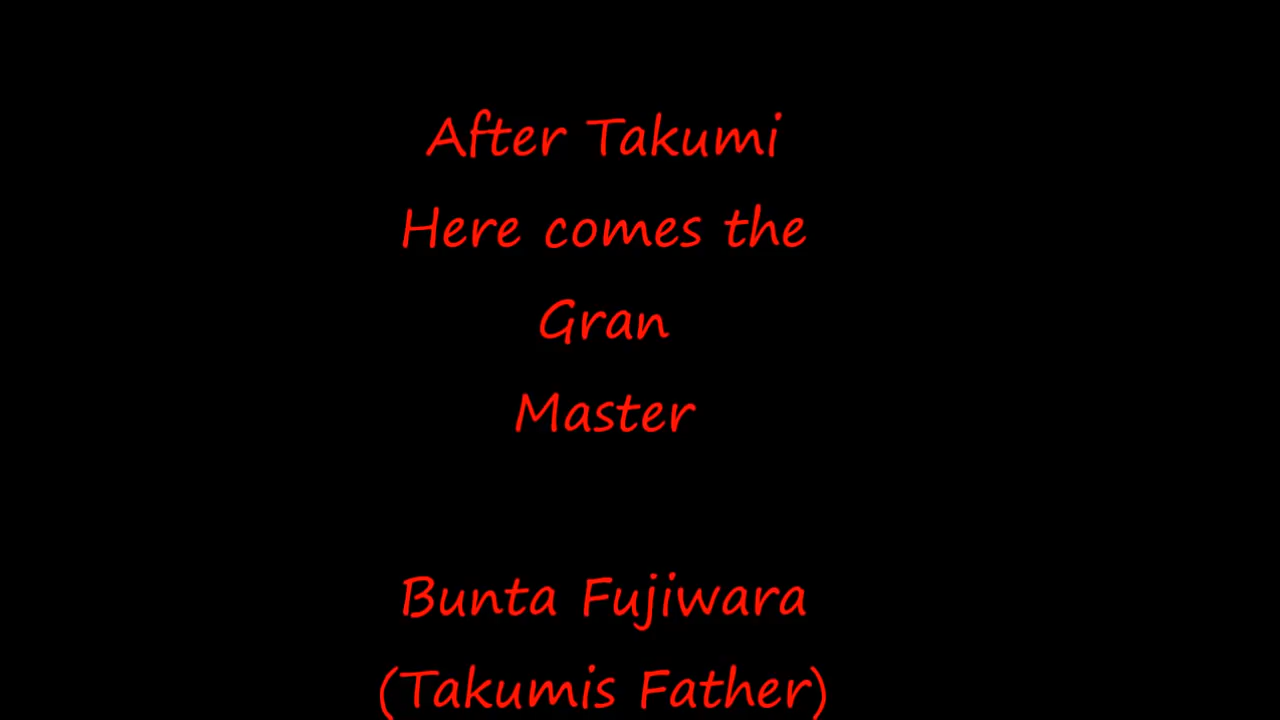 After Takumi
Here comes the
Gran
Master
Bunta Fujiwara
(Takumis Father)